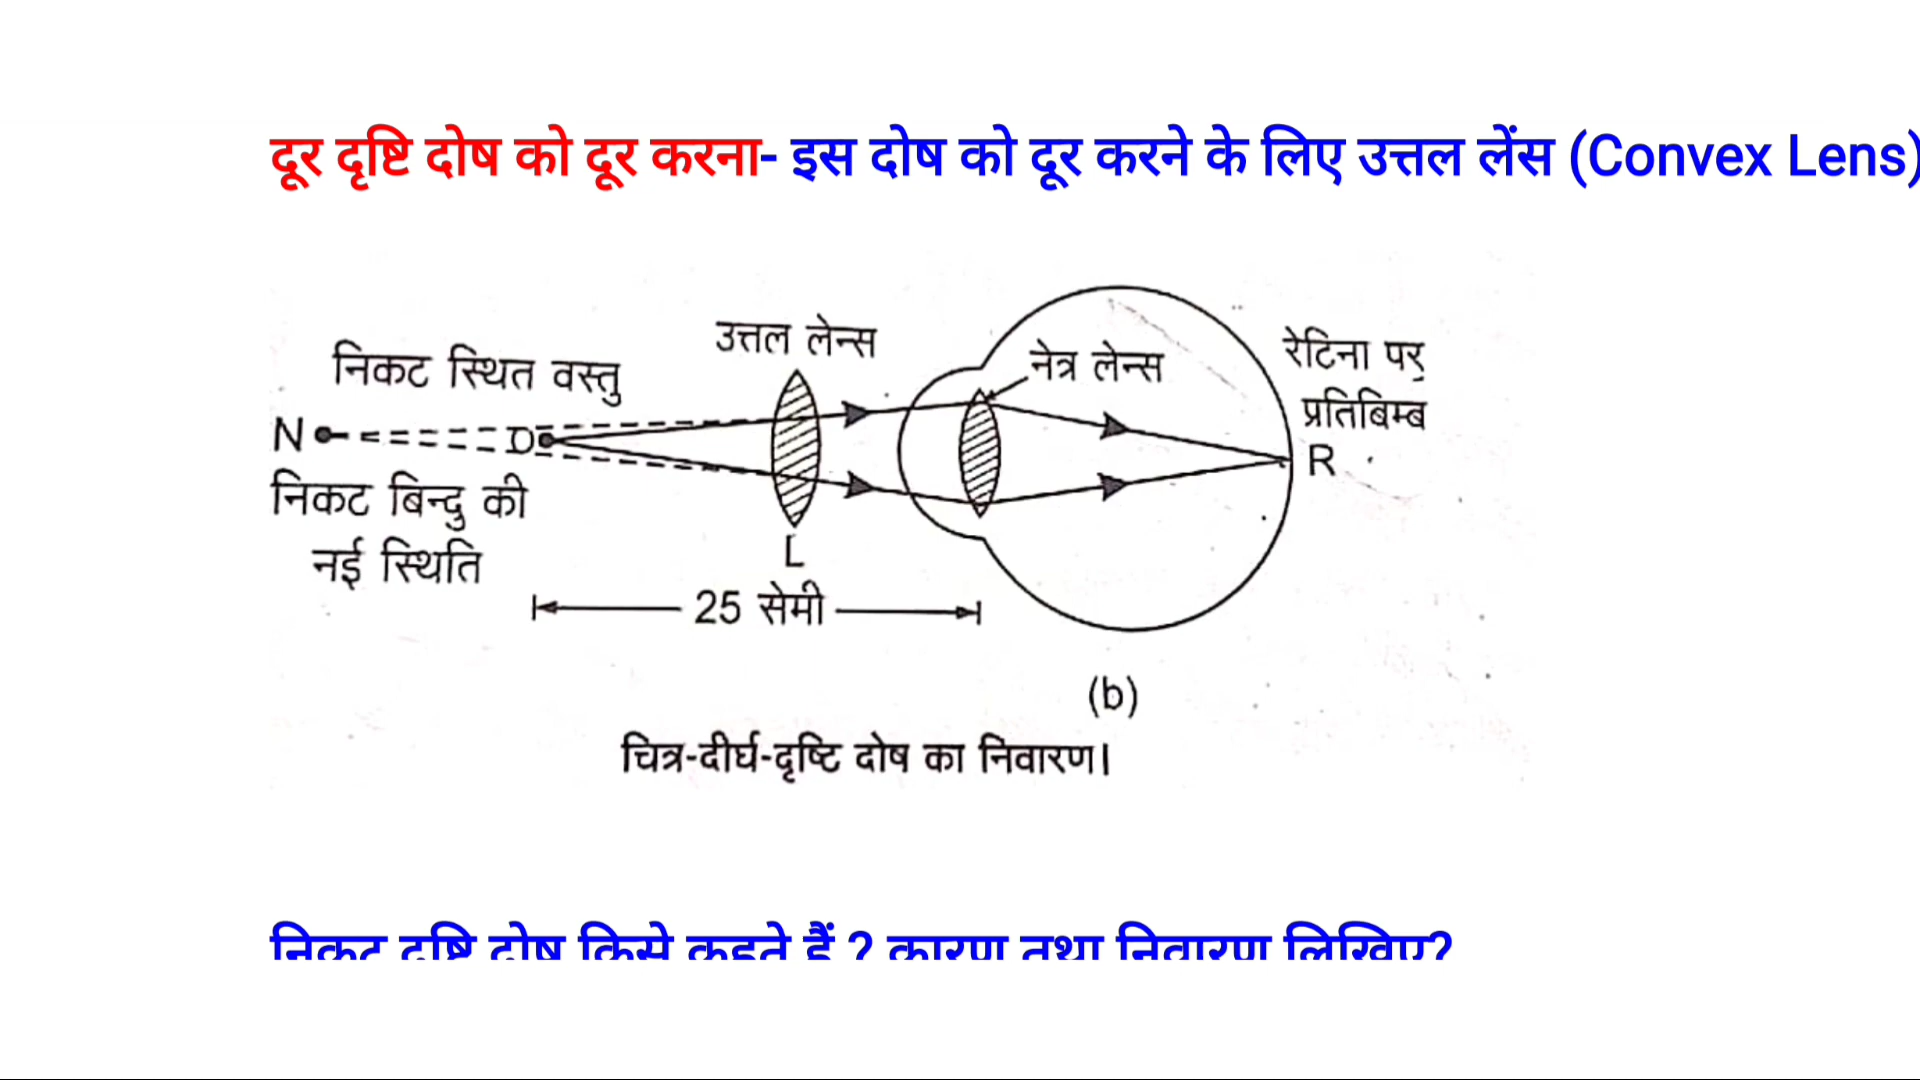 दूर दृष्टि दोष को दूर करना- इस दोष को दूर करने के लिए उत्तल लेंस (Convex Lens)
उत्तल लेन्स
निकट स्थित वस्तु
नेत्र लेन्स
रेटिना पर
प्रतिबिम्ब
N
D
R
निकट बिन्दु की
नई स्थिति
L
25 सेमी
(b)
चित्र-दीर्घ-दृष्टि दोष का निवारण।
निकट दृष्टि दोष किसे कहते हैं ? कारण तथा निवारण लिखिए?